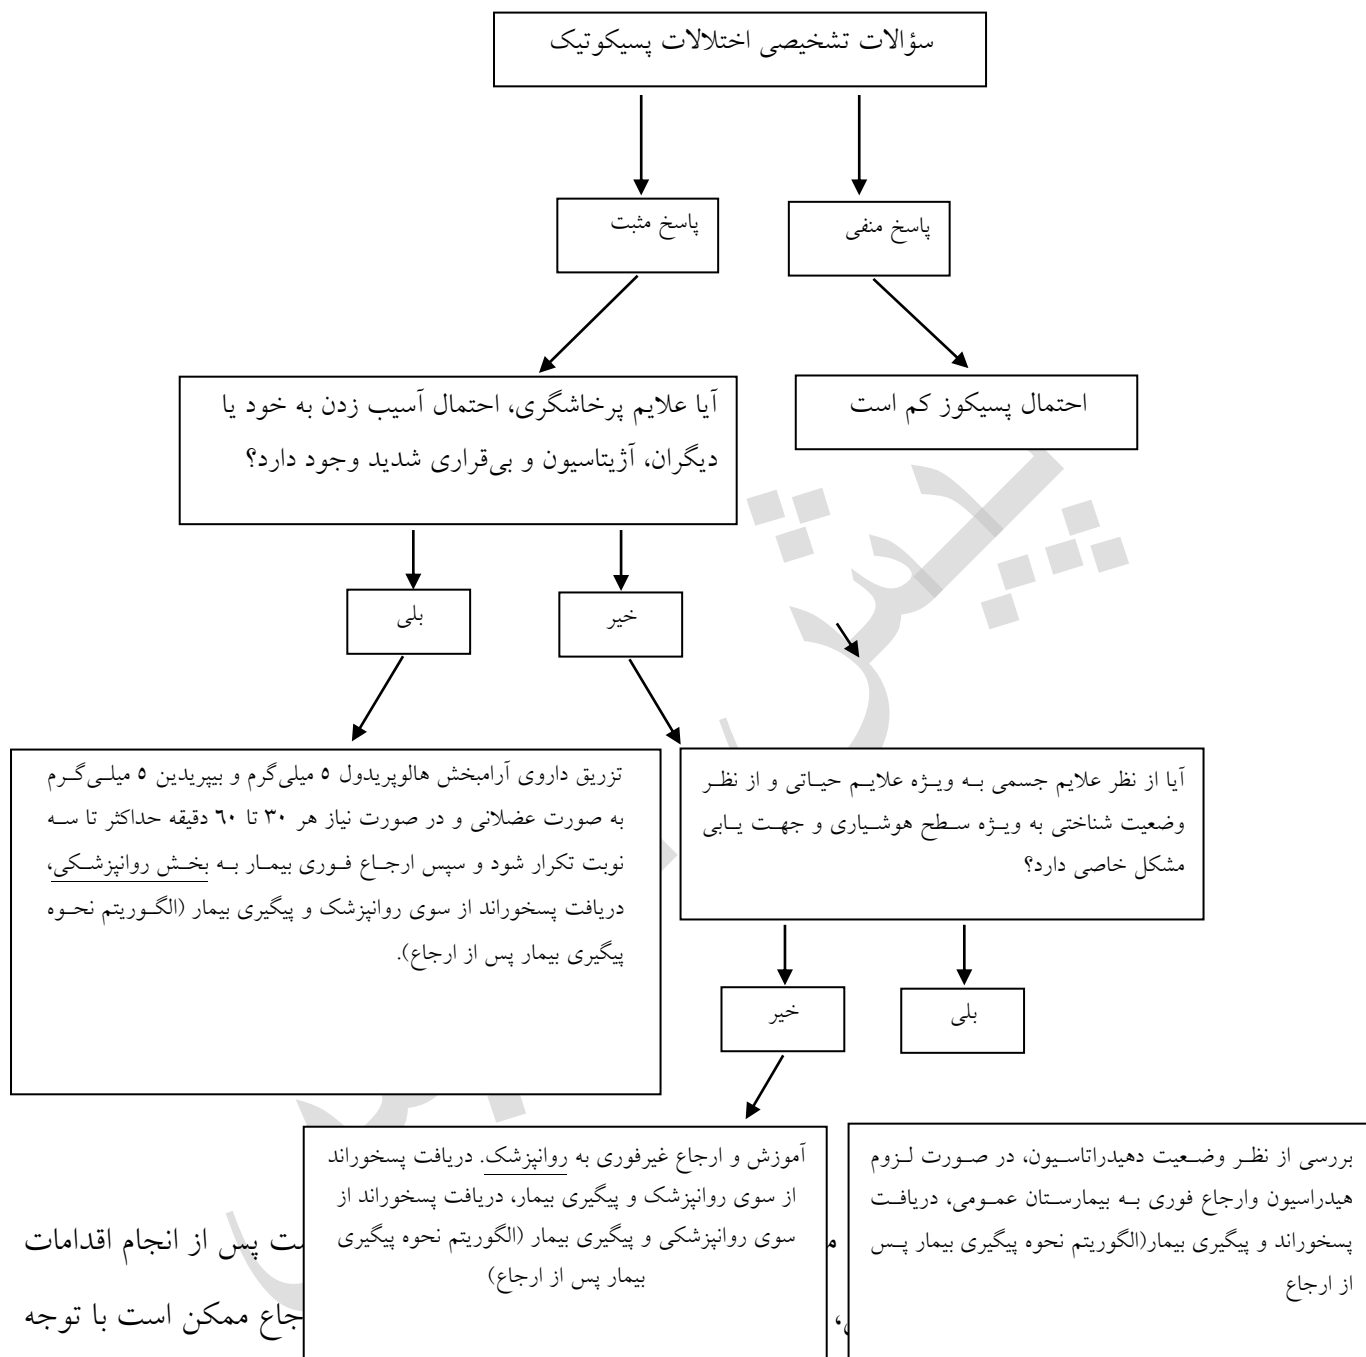 سؤالات تشخیصی اختلالات پسیکوتیک
پاسخ منفی
پاسخ مثبت
احتمال پسیکوز کم است
آیا علایم پرخاشگری، احتمال آسیب زدن به خود یا
دیگران، آژیتاسیون و بی‌قراری شدید وجود دارد؟
خیر
بلی
آیا از نظر علایم جسمی به ویژه علایم حیاتی و از نظر
وضعیت شناختی به ویژه سطح هوشیاری و جهت یابی
مشکل خاصی دارد؟
تزریق داروی آرامبخش هالوپریدول ٥ میلی‌گرم و بیپریدین ٥ میلی‌گرم
به صورت عضلانی و در صورت نیاز هر ٣٠ تا ٦٠ دقیقه حداکثر تا سه
نوبت تکرار شود و سپس ارجاع فوری بیمار به بخش روانپزشکی،
دریافت پسخوراند از سوی روانپزشک و پیگیری بیمار (الگوریتم نحوه
پیگیری بیمار پس از ارجاع).
بلی
خیر
بررسی از نظر وضعیت دهیدراتاسیون، در صورت لزوم
هیدراسیون وارجاع فوری به بیمارستان عمومی، دریافت
پسخوراند و پیگیری بیمار(الگوریتم نحوه پیگیری بیمار پس
از ارجاع
آموزش و ارجاع غیرفوری به روانپزشک. دریافت پسخوراند
از سوی روانپزشک و پیگیری بیمار، دریافت پسخوراند از
سوی روانپزشکی و پیگیری بیمار (الگوریتم نحوه پیگیری
بیمار پس از ارجاع)
پس از انجام اقدامات
ممکن است با توجه